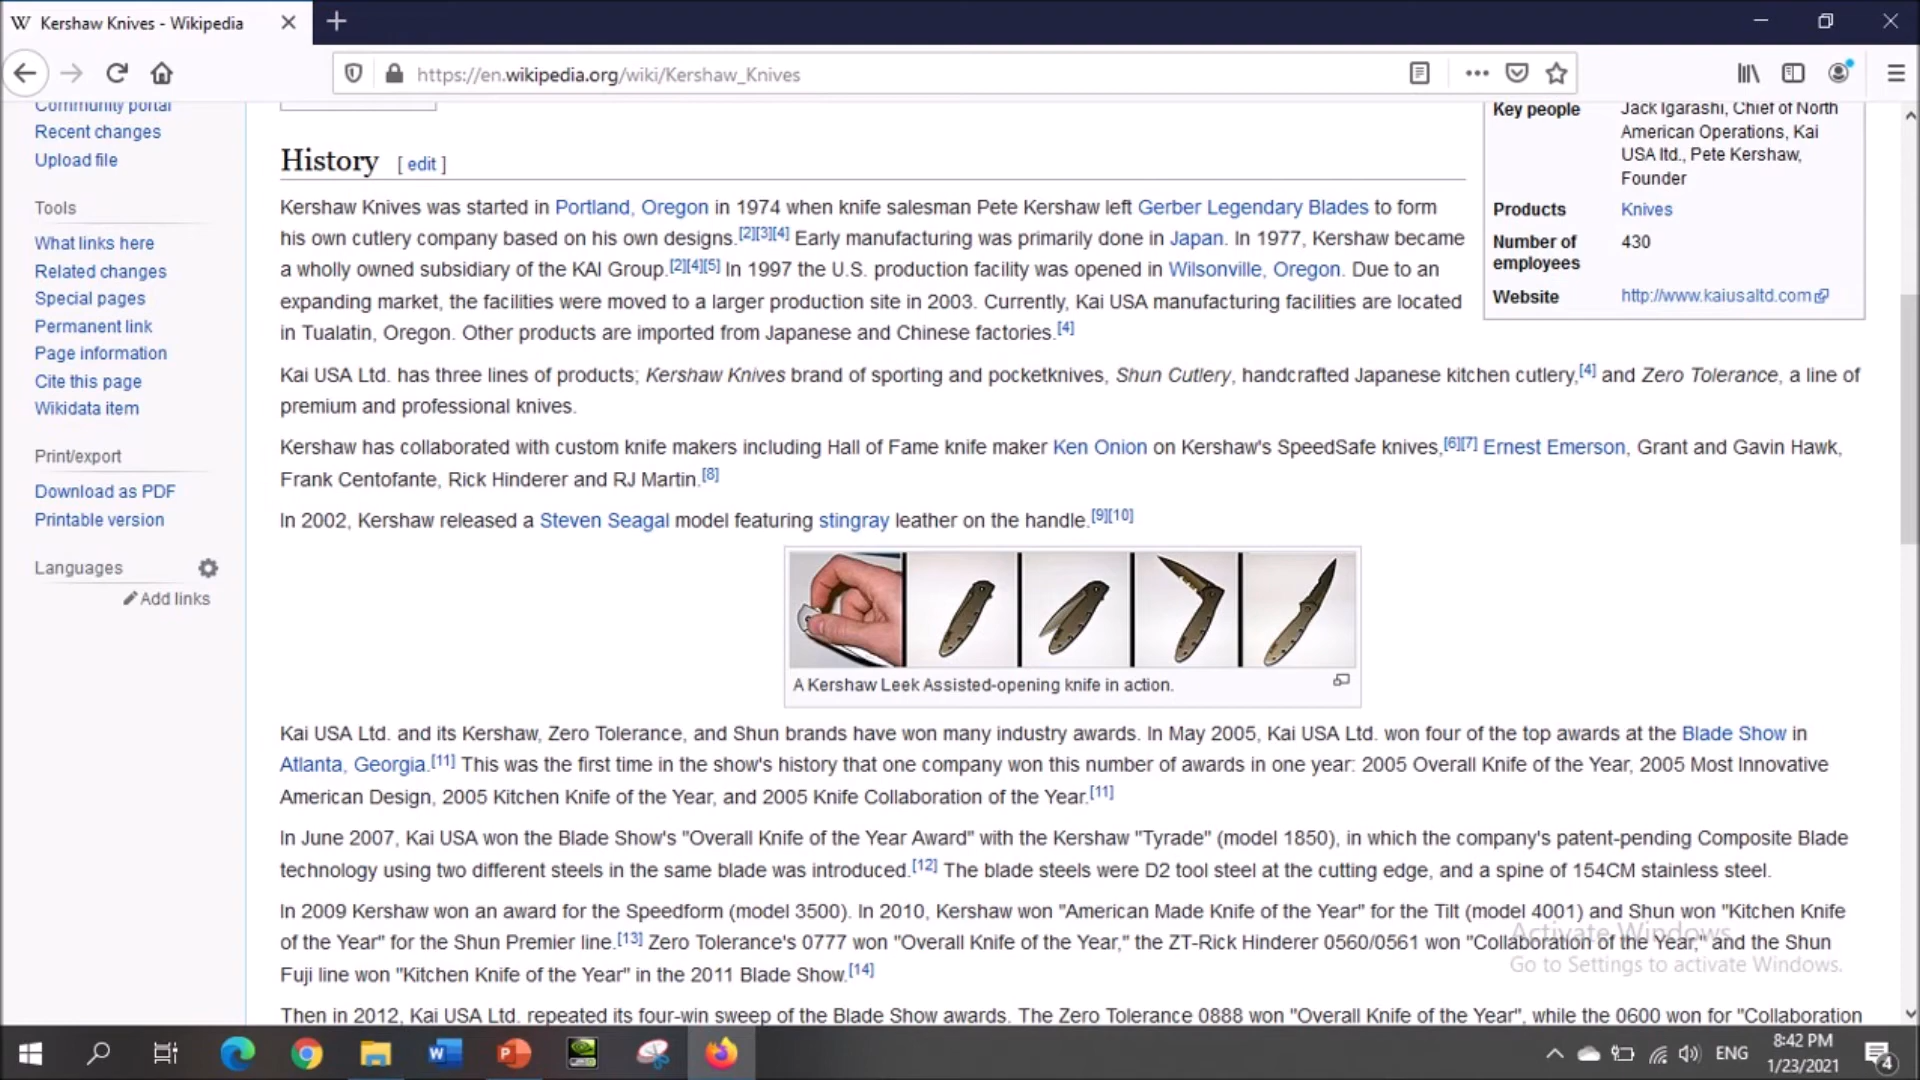 Kershaw Knives - Wikipedia
https://en.wikipedia.org/wiki/Kershaw_Knives
Community portal
Recent changes
Upload file
Tools
What links here
Related changes
Special pages
Permanent link
Page information
Cite this page
Wikidata item
Print/export
Download as PDF
Printable version
Languages
Add links
Key people
Jack Igarashi, Chief of North
American Operations, Kai
USA ltd., Pete Kershaw,
Founder
Products
Knives
Number of
employees
430
Website
http://www.kaiusaltd.com
History [ edit ]
Kershaw Knives was started in Portland, Oregon in 1974 when knife salesman Pete Kershaw left Gerber Legendary Blades to form
his own cutlery company based on his own designs.[2][3][4] Early manufacturing was primarily done in Japan. In 1977, Kershaw became
a wholly owned subsidiary of the KAI Group.[2][4][5] In 1997 the U.S. production facility was opened in Wilsonville, Oregon. Due to an
expanding market, the facilities were moved to a larger production site in 2003. Currently, Kai USA manufacturing facilities are located
in Tualatin, Oregon. Other products are imported from Japanese and Chinese factories.[4]
Kai USA Ltd. has three lines of products; Kershaw Knives brand of sporting and pocketknives, Shun Cutlery, handcrafted Japanese kitchen cutlery,[4] and Zero Tolerance, a line of
premium and professional knives.
Kershaw has collaborated with custom knife makers including Hall of Fame knife maker Ken Onion on Kershaw's SpeedSafe knives,[6][7] Ernest Emerson, Grant and Gavin Hawk,
Frank Centofante, Rick Hinderer and RJ Martin.[8]
In 2002, Kershaw released a Steven Seagal model featuring stingray leather on the handle.[9][10]
A Kershaw Leek Assisted-opening knife in action.
Kai USA Ltd. and its Kershaw, Zero Tolerance, and Shun brands have won many industry awards. In May 2005, Kai USA Ltd. won four of the top awards at the Blade Show in
Atlanta, Georgia.[11] This was the first time in the show's history that one company won this number of awards in one year: 2005 Overall Knife of the Year, 2005 Most Innovative
American Design, 2005 Kitchen Knife of the Year, and 2005 Knife Collaboration of the Year.[11]
In June 2007, Kai USA won the Blade Show's "Overall Knife of the Year Award" with the Kershaw "Tyrade" (model 1850), in which the company's patent-pending Composite Blade
technology using two different steels in the same blade was introduced.[12] The blade steels were D2 tool steel at the cutting edge, and a spine of 154CM stainless steel.
In 2009 Kershaw won an award for the Speedform (model 3500). In 2010, Kershaw won "American Made Knife of the Year" for the Tilt (model 4001) and Shun won "Kitchen Knife
of the Year" for the Shun Premier line.[13] Zero Tolerance's 0777 won "Overall Knife of the Year," the ZT-Rick Hinderer 0560/0561 won "Collaboration of the Year," and the Shun
Fuji line won "Kitchen Knife of the Year" in the 2011 Blade Show.[14]
Then in 2012, Kai USA Ltd. repeated its four-win sweep of the Blade Show awards. The Zero Tolerance 0888 won "Overall Knife of the Year", while the 0600 won for "Collaboration
Activate Windows
Go to Settings to activate Windows.
ENG
8:42 PM
1/23/2021
4